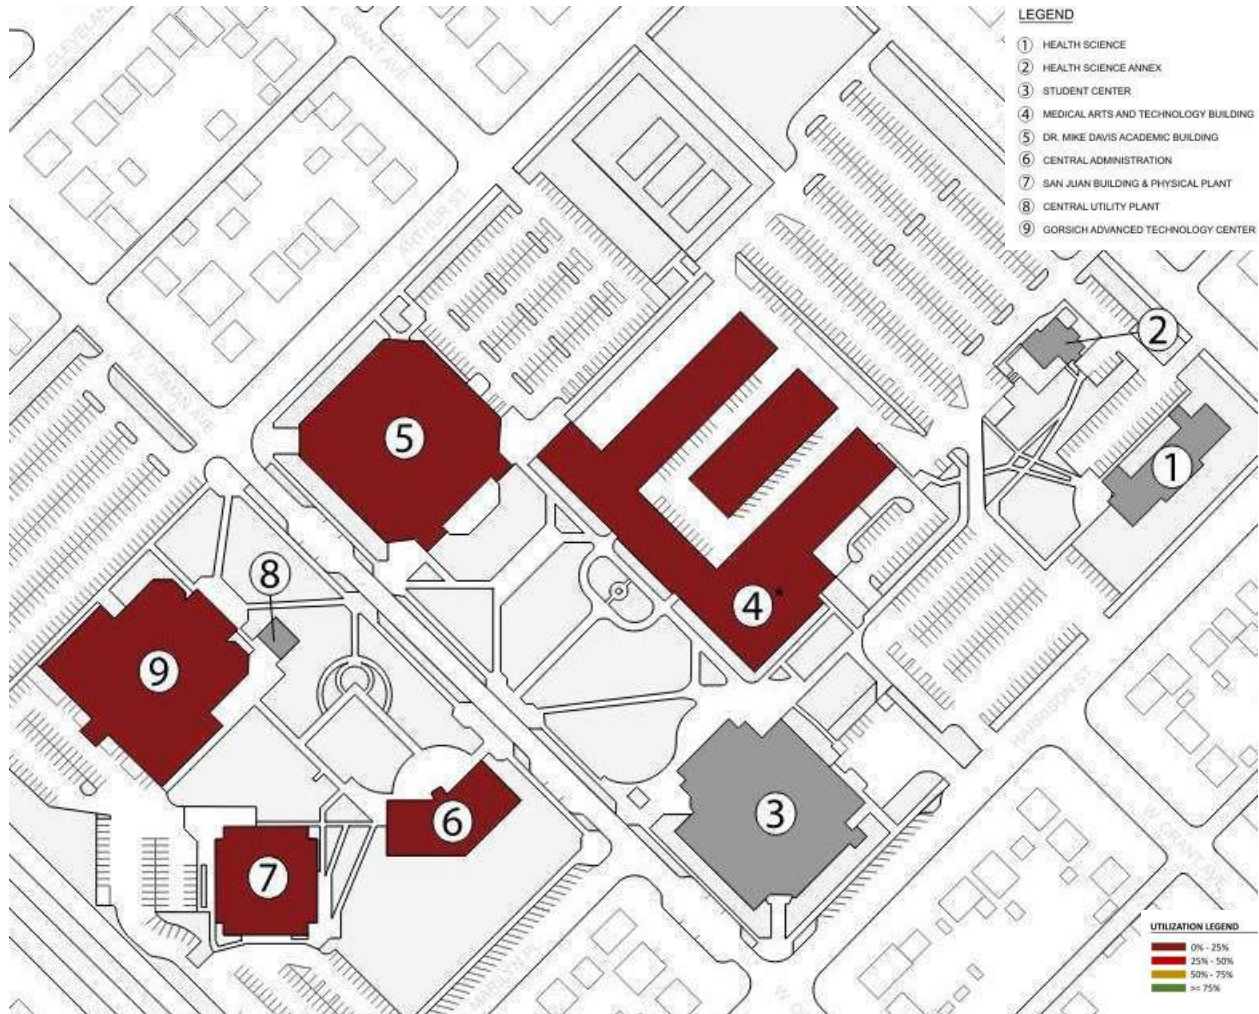 LEGEND
1 HEALTH SCIENCE
2 HEALTH SCIENCE ANNEX
3 STUDENT CENTER
4 MEDICAL ARTS AND TECHNOLOGY BUILDING
5 DR. MIKE DAVIS ACADEMIC BUILDING
6 CENTRAL ADMINISTRATION
7 SAN JUAN BUILDING & PHYSICAL PLANT
8 CENTRAL UTILITY PLANT
9 GORSICH ADVANCED TECHNOLOGY CENTER
W. GRANT AVE
ARTHUR ST.
W. ORMAN AVE
2
5
1
8
4
9
HARRISON ST.
3
6
7
W. GRANT AVE
UTILIZATION LEGEND
0% - 25%
25% - 50%
50% - 75%
>= 75%